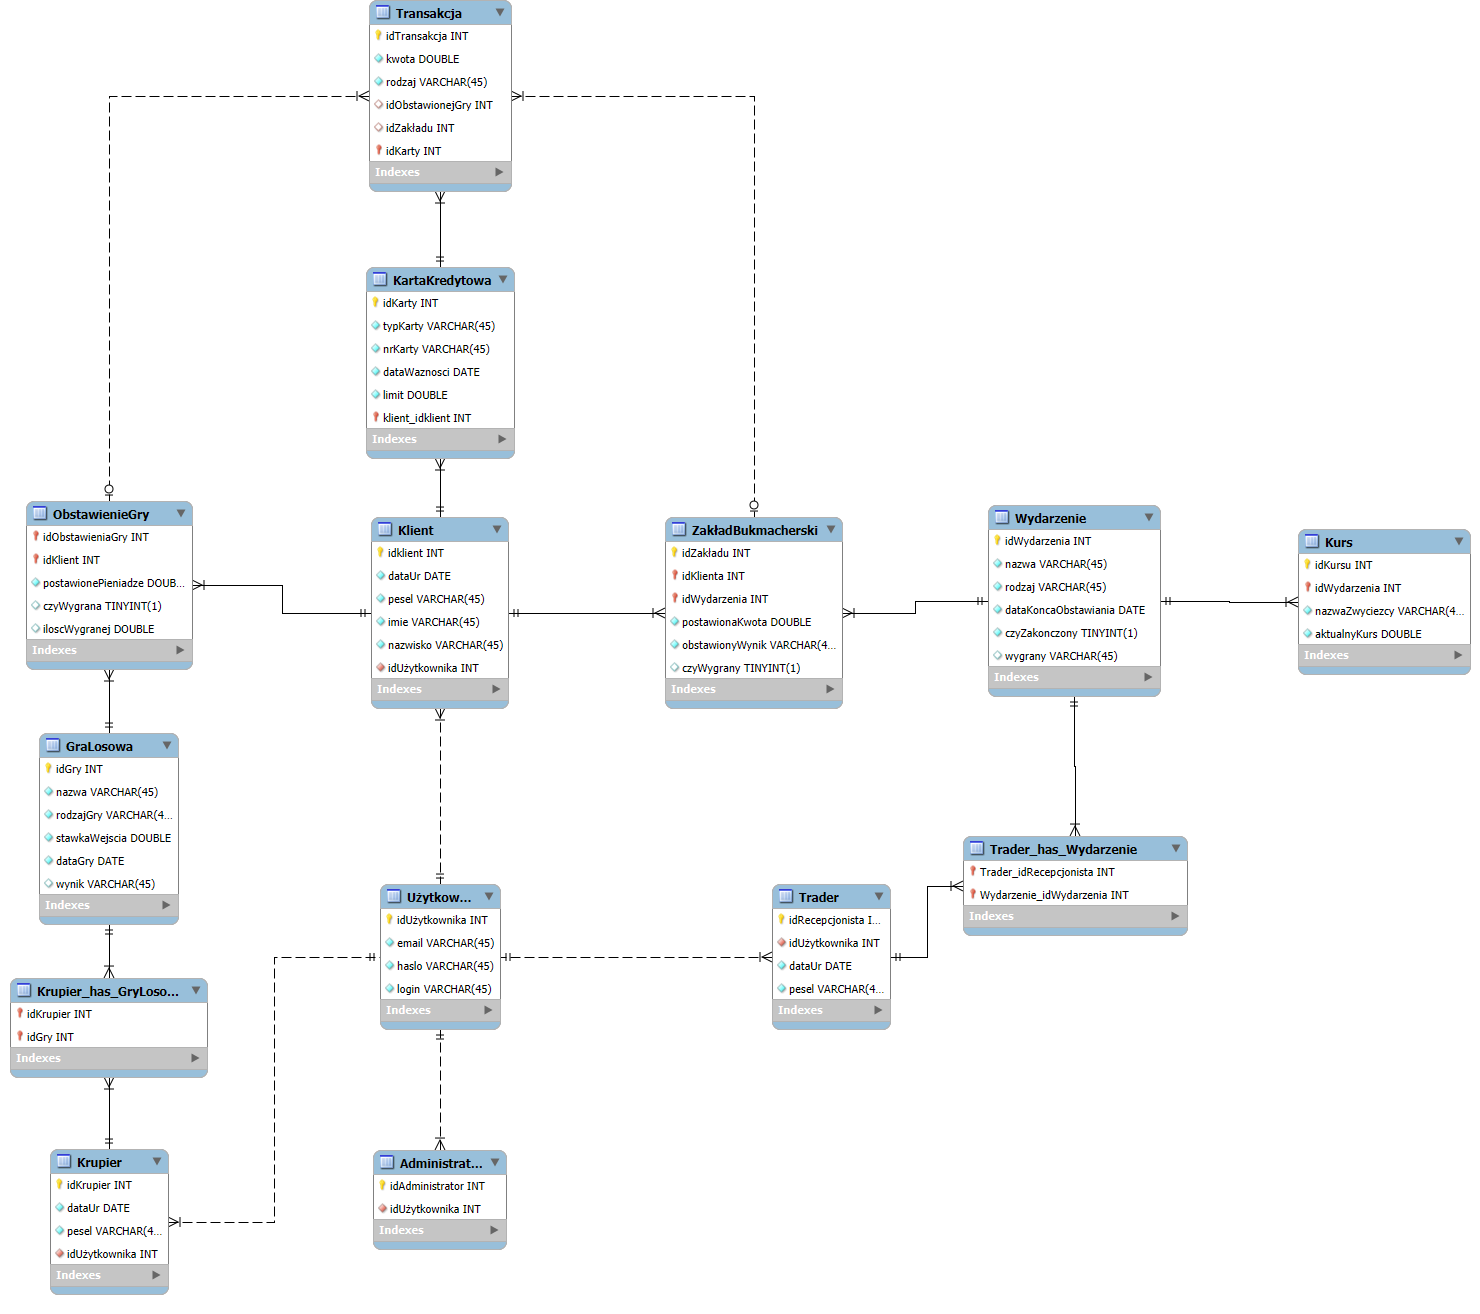 Transakcja
idTransakcja INT
kwota DOUBLE
rodzaj VARCHAR(45)
idObstawionejGry INT
idZakładu INT
idKarty INT
Indexes
KartaKredytowa
idKarty INT
typKarty VARCHAR(45)
nrKarty VARCHAR(45)
dataWaznosci DATE
limit DOUBLE
klient_idklient INT
Indexes
ObstawienieGry
idObstawieniaGry INT
idKlient INT
postawionePieniadze DOUB...
czyWygrana TINYINT(1)
iloscWygranej DOUBLE
Indexes
Klient
idklient INT
dataUr DATE
pesel VARCHAR(45)
imie VARCHAR(45)
nazwisko VARCHAR(45)
idUżytkownika INT
Indexes
ZakładBukmacherski
idZakładu INT
idKlienta INT
idWydarzenia INT
postawionaKwota DOUBLE
obstawionyWynik VARCHAR(4...
czyWygrany TINYINT(1)
Indexes
Wydarzenie
idWydarzenia INT
nazwa VARCHAR(45)
rodzaj VARCHAR(45)
dataKoncaObstawiania DATE
czyZakonczony TINYINT(1)
wygrany VARCHAR(45)
Indexes
Kurs
idKursu INT
idWydarzenia INT
nazwaZwyciezcy VARCHAR(4...
aktualnyKurs DOUBLE
Indexes
GraLosowa
idGry INT
nazwa VARCHAR(45)
rodzajGry VARCHAR(4...
stawkaWejscia DOUBLE
dataGry DATE
wynik VARCHAR(45)
Indexes
Trader_has_Wydarzenie
Trader_idRecepcjonista INT
Wydarzenie_idWydarzenia INT
Indexes
Użytkow...
idUżytkownika INT
email VARCHAR(45)
haslo VARCHAR(45)
login VARCHAR(45)
Indexes
Trader
idRecepcjonista I...
idUżytkownika INT
dataUr DATE
pesel VARCHAR(4...
Indexes
Krupier_has_GryLoso...
idKrupier INT
idGry INT
Indexes
Krupier
idKrupier INT
dataUr DATE
pesel VARCHAR(4...
idUżytkownika INT
Indexes
Administrat...
idAdministrator INT
idUżytkownika INT
Indexes